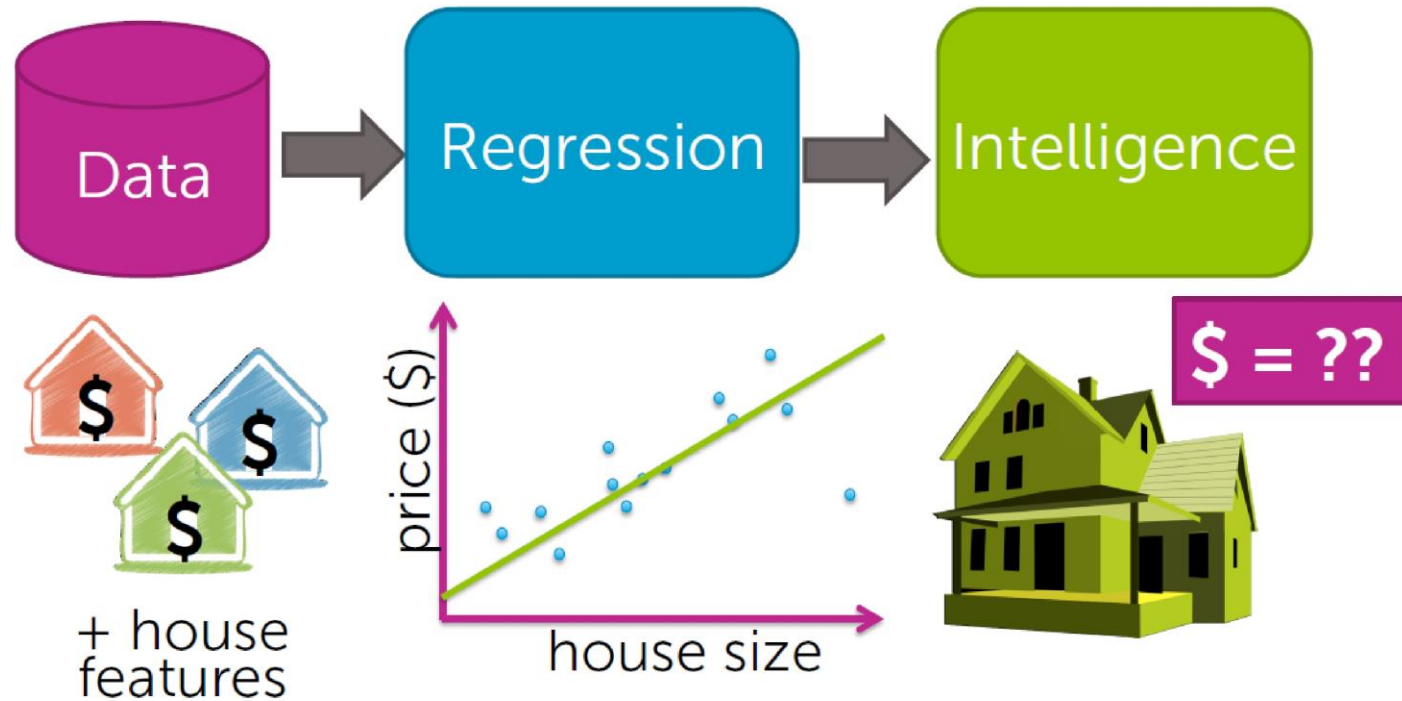 Data
Regression
Intelligence
$
$
$
+ house
features
price ($)
house size
$ = ??